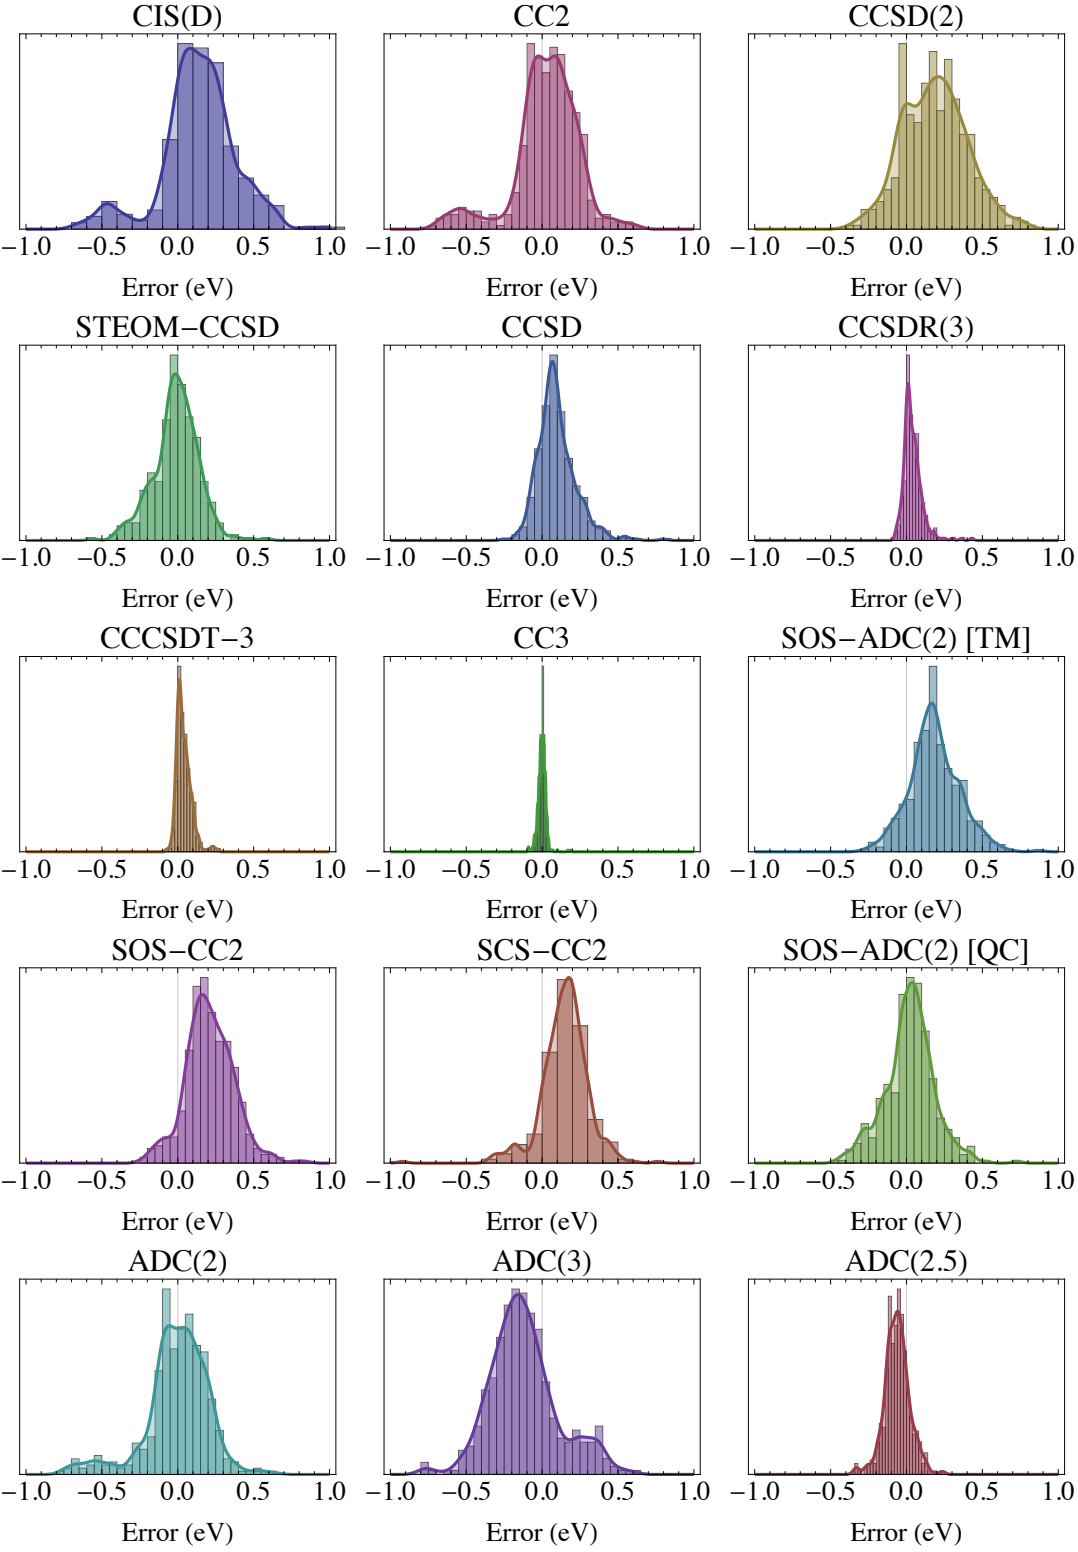 CIS(D) CC2 CCSD(2)
−1.0 −0.5 0.0 0.5 1.0 −1.0 −0.5 0.0 0.5 1.0 −1.0 −0.5 0.0 0.5 1.0
Error (eV) Error (eV) Error (eV)
STEOM−CCSD CCSD CCSDR(3)
−1.0 −0.5 0.0 0.5 1.0 −1.0 −0.5 0.0 0.5 1.0 −1.0 −0.5 0.0 0.5 1.0
Error (eV) Error (eV) Error (eV)
CCCSDT−3 CC3 SOS−ADC(2) [TM]
−1.0 −0.5 0.0 0.5 1.0 −1.0 −0.5 0.0 0.5 1.0 −1.0 −0.5 0.0 0.5 1.0
Error (eV) Error (eV) Error (eV)
SOS−CC2 SCS−CC2 SOS−ADC(2) [QC]
−1.0 −0.5 0.0 0.5 1.0 −1.0 −0.5 0.0 0.5 1.0 −1.0 −0.5 0.0 0.5 1.0
Error (eV) Error (eV) Error (eV)
ADC(2) ADC(3) ADC(2.5)
−1.0 −0.5 0.0 0.5 1.0 −1.0 −0.5 0.0 0.5 1.0 −1.0 −0.5 0.0 0.5 1.0
Error (eV) Error (eV) Error (eV)